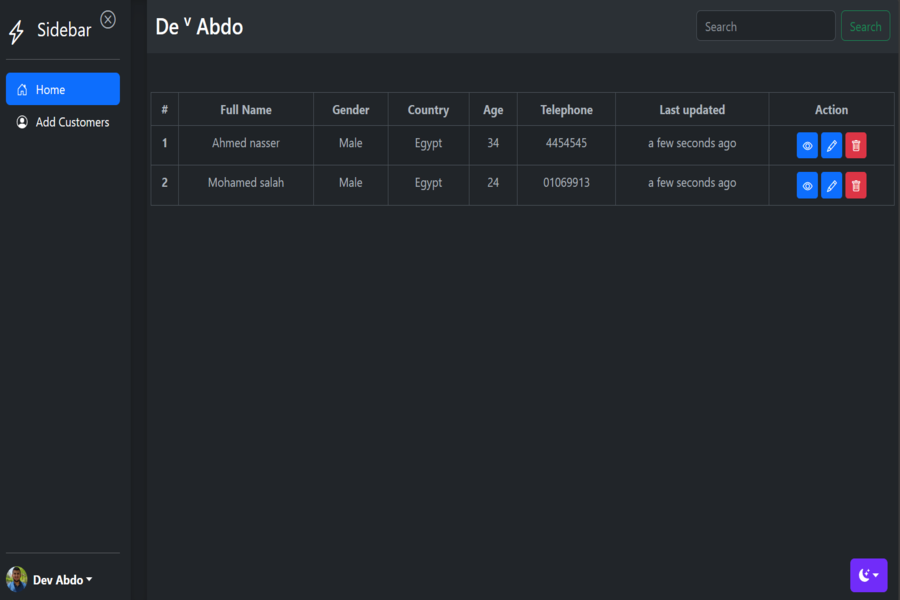 Sidebar
Home
Add Customers
Dev Abdo
De v Abdo
Search
Search
# Full Name Gender Country Age Telephone Last updated Action
1 Ahmed nasser Male Egypt 34 4454545 a few seconds ago
2 Mohamed salah Male Egypt 24 01069913 a few seconds ago